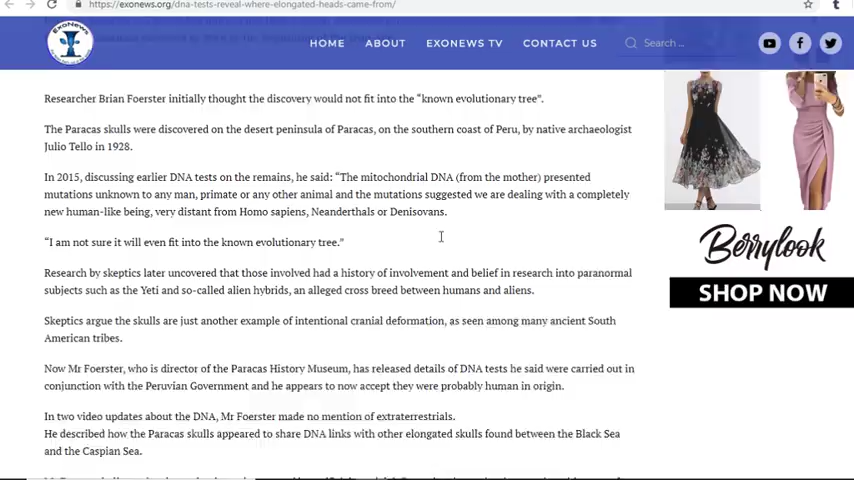 https://exonews.org/dna-tests-reveal-where-elongated-heads-came-from/
ExoNews
HOME ABOUT EXONEWS TV CONTACT US Search ..
Researcher Brian Foerster initially thought the discovery would not fit into the “known evolutionary tree”.
The Paracas skulls were discovered on the desert peninsula of Paracas, on the southern coast of Peru, by native archaeologist
Julio Tello in 1928.
In 2015, discussing earlier DNA tests on the remains, he said: “The mitochondrial DNA (from the mother) presented
mutations unknown to any man, primate or any other animal and the mutations suggested we are dealing with a completely
new human-like being, very distant from Homo sapiens, Neanderthals or Denisovans.
“I am not sure it will even fit into the known evolutionary tree.”
Research by skeptics later uncovered that those involved had a history of involvement and belief in research into paranormal
subjects such as the Yeti and so-called alien hybrids, an alleged cross breed between humans and aliens.
Skeptics argue the skulls are just another example of intentional cranial deformation, as seen among many ancient South
American tribes.
Now Mr Foerster, who is director of the Paracas History Museum, has released details of DNA tests he said were carried out in
conjunction with the Peruvian Government and he appears to now accept they were probably human in origin.
In two video updates about the DNA, Mr Foerster made no mention of extraterrestrials.
He described how the Paracas skulls appeared to share DNA links with other elongated skulls found between the Black Sea
and the Caspian Sea.
Berrylook
SHOP NOW